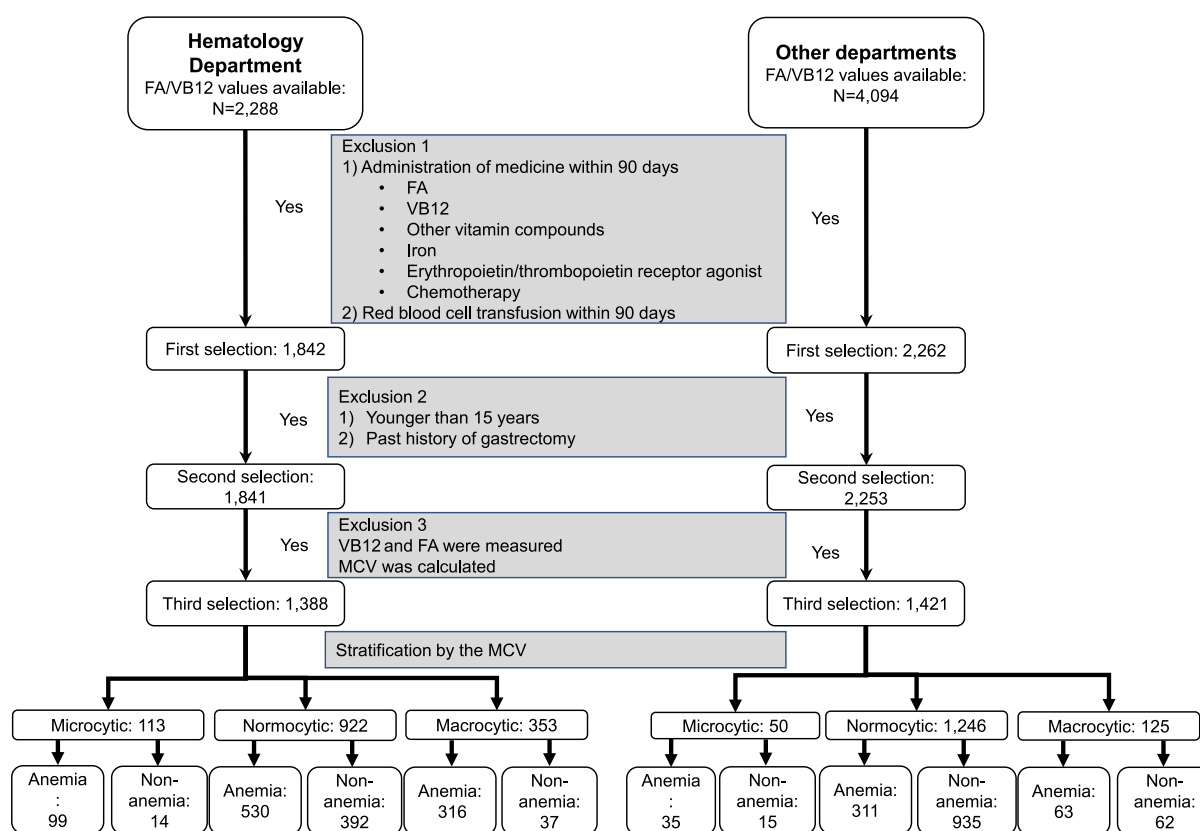 Hematology
Department
FA/VB12 values available:
N=2,288
Other departments
FA/VB12 values available:
N=4,094
Exclusion 1
1) Administration of medicine within 90 days
• FA
• VB12
• Other vitamin compounds
• Iron
• Erythropoietin/thrombopoietin receptor agonist
• Chemotherapy
2) Red blood cell transfusion within 90 days
Yes
Yes
First selection: 1,842
First selection: 2,262
Exclusion 2
1) Younger than 15 years
2) Past history of gastrectomy
Yes
Yes
Second selection:
1,841
Second selection:
2,253
Exclusion 3
VB12 and FA were measured
MCV was calculated
Yes
Yes
Third selection: 1,388
Third selection: 1,421
Stratification by the MCV
Microcytic: 113
Normocytic: 922
Macrocytic: 353
Microcytic: 50
Normocytic: 1,246
Macrocytic: 125
Anemia
:
99
Non-
anemia:
14
Anemia:
530
Non-
anemia:
392
Anemia:
316
Non-
anemia:
37
Anemia
:
35
Non-
anemia:
15
Anemia:
311
Non-
anemia:
935
Anemia:
63
Non-
anemia:
62